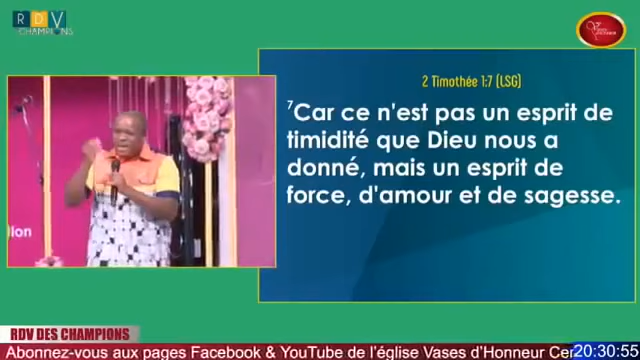 RDV
CHAMPIONS
2 Timothée 1:7 (LSG)
7Car ce n'est pas un esprit de
timidité que Dieu nous a
donné, mais un esprit de
force, d'amour et de sagesse.
llon
RDV DES CHAMPIONS
Abonnez-vous aux pages Facebook & YouTube de l'église Vases d'Honneur Cen
20:30:55